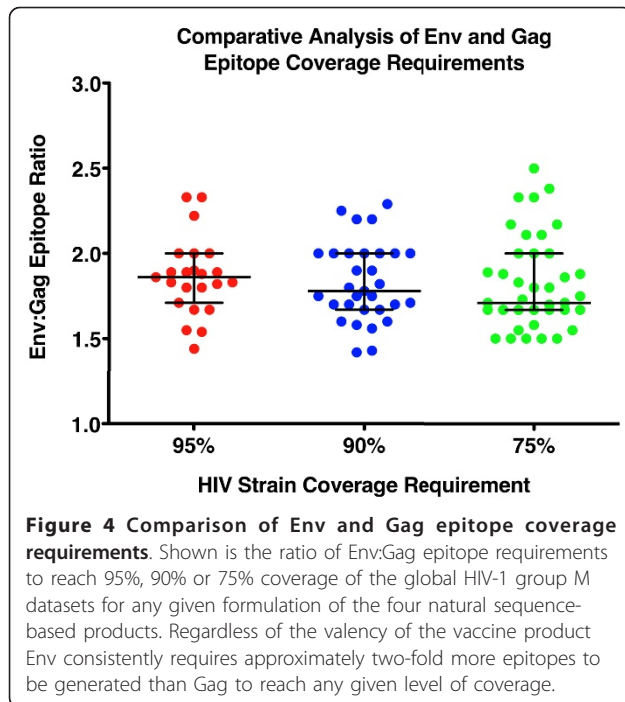 Comparative Analysis of Env and Gag
Epitope Coverage Requirements
3.0
2.5
2.0
1.5
1.0
Env:Gag Epitope Ratio
95%
90%
75%
HIV Strain Coverage Requirement
Figure 4 Comparison of Env and Gag epitope coverage
requirements. Shown is the ratio of Env:Gag epitope requirements
to reach 95%, 90% or 75% coverage of the global HIV-1 group M
datasets for any given formulation of the four natural sequence-
based products. Regardless of the valency of the vaccine product
Env consistently requires approximately two-fold more epitopes to
be generated than Gag to reach any given level of coverage.